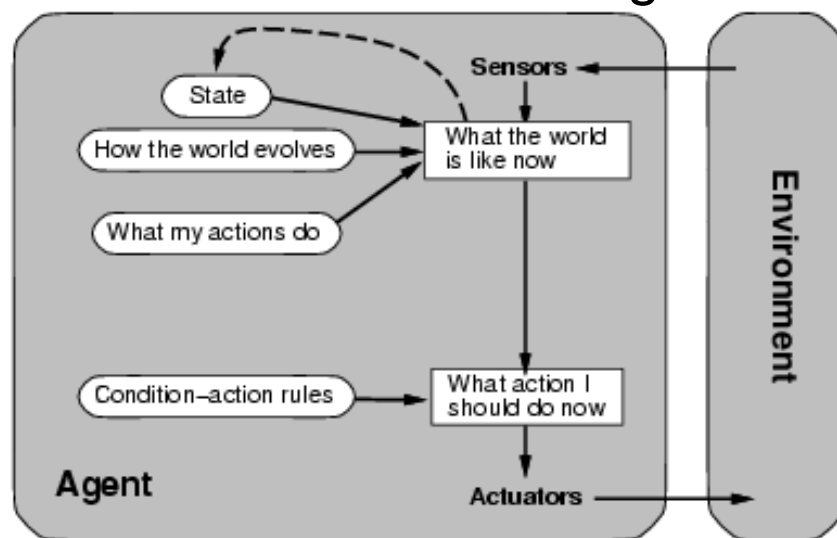 Sensors
State
What the world
is like now
How the world evolves
What my actions do
Environment
Condition–action rules
What action I
should do now
Agent
Actuators